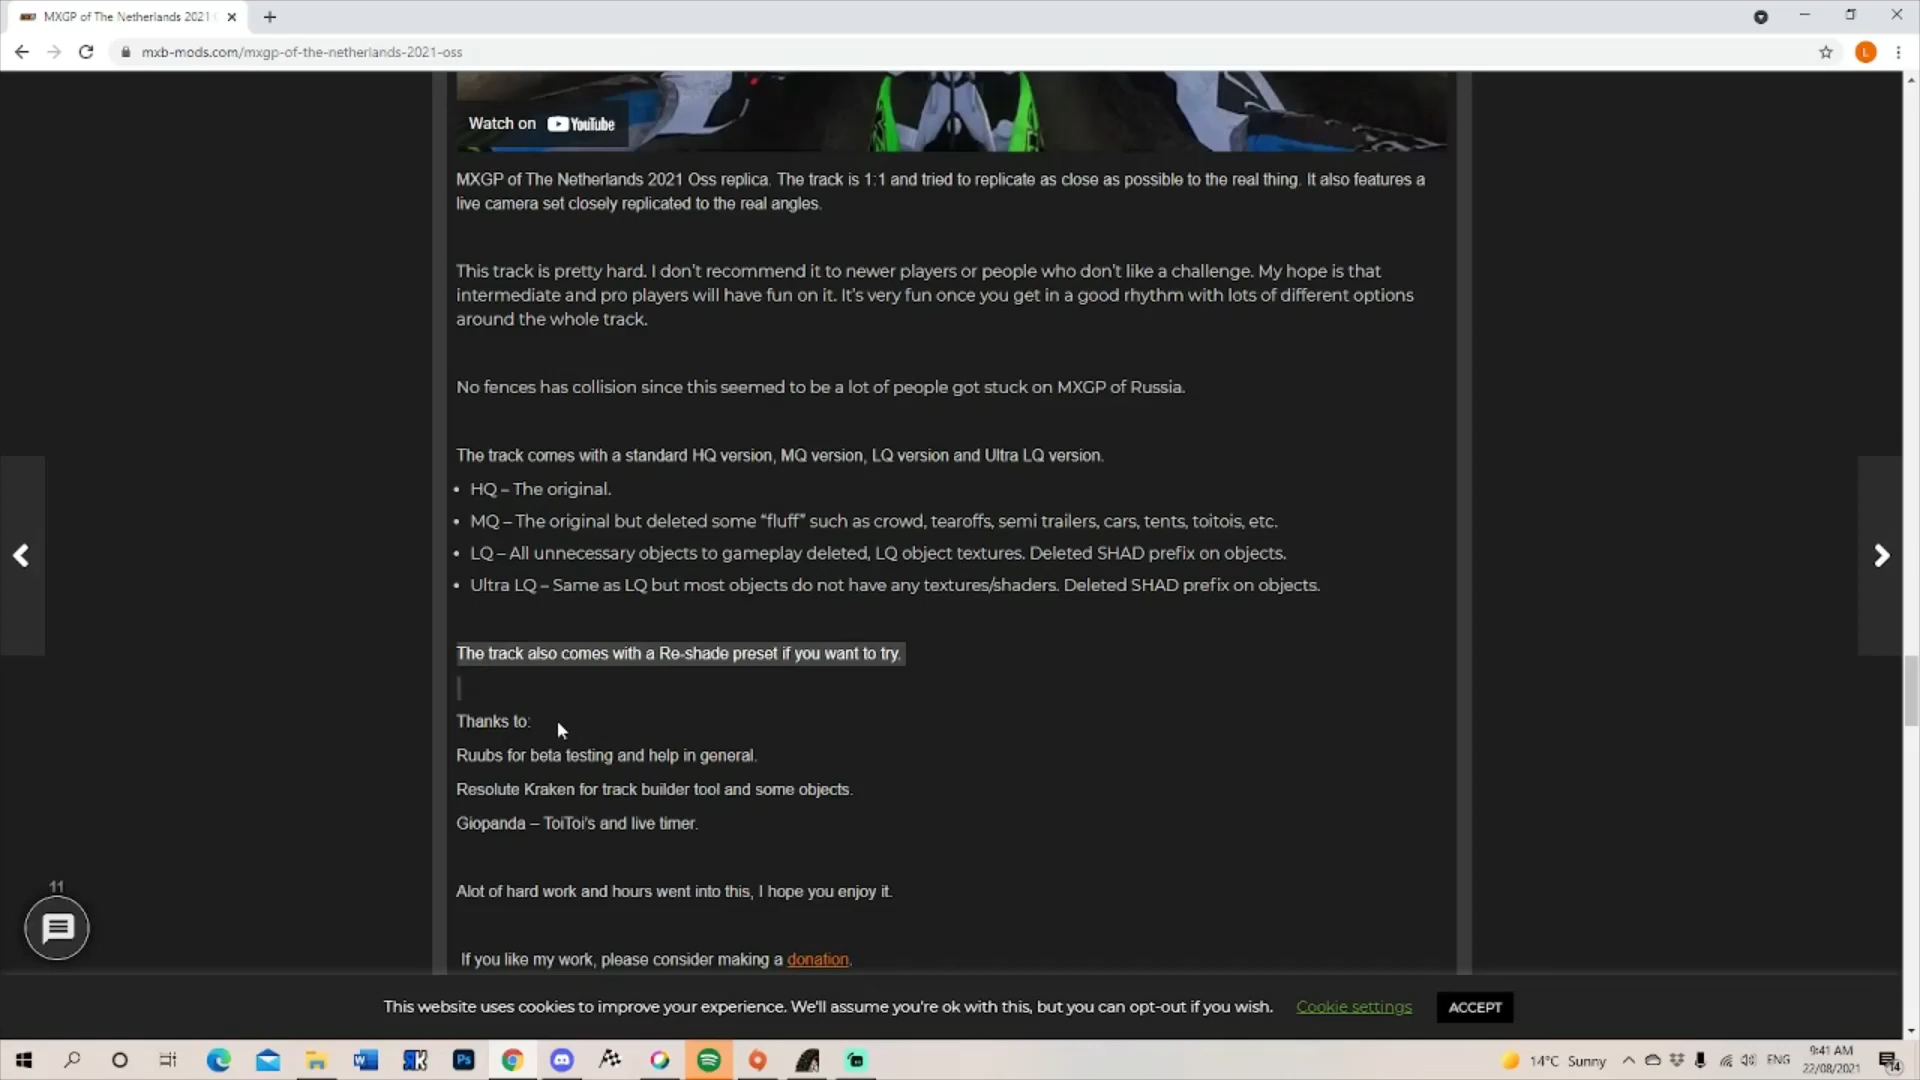 MXGP of The Netherlands 2021
mxb-mods.com/mxgp-of-the-netherlands-2021-oss
L
Watch on YouTube
MXGP of The Netherlands 2021 Oss replica. The track is 1:1 and tried to replicate as close as possible to the real thing. It also features a
live camera set closely replicated to the real angles.
This track is pretty hard. I don't recommend it to newer players or people who don't like a challenge. My hope is that
intermediate and pro players will have fun on it. It's very fun once you get in a good rhythm with lots of different options
around the whole track.
No fences has collision since this seemed to be a lot of people got stuck on MXGP of Russia.
The track comes with a standard HQ version, MQ version, LQ version and Ultra LQ version.
• HQ – The original.
• MQ – The original but deleted some “fluff” such as crowd, tearoffs, semi trailers, cars, tents, toitois, etc.
• LQ – All unnecessary objects to gameplay deleted, LQ object textures. Deleted SHAD prefix on objects.
• Ultra LQ – Same as LQ but most objects do not have any textures/shaders. Deleted SHAD prefix on objects.
The track also comes with a Re-shade preset if you want to try.
Thanks to:
Ruubs for beta testing and help in general.
Resolute Kraken for track builder tool and some objects.
Giopanda – ToiToi's and live timer.
Alot of hard work and hours went into this, I hope you enjoy it.
If you like my work, please consider making a donation.
11
This website uses cookies to improve your experience. We'll assume you're ok with this, but you can opt-out if you wish. Cookie settings ACCEPT
Ps
14°C Sunny
ENG
9:41 AM
22/08/2021
14